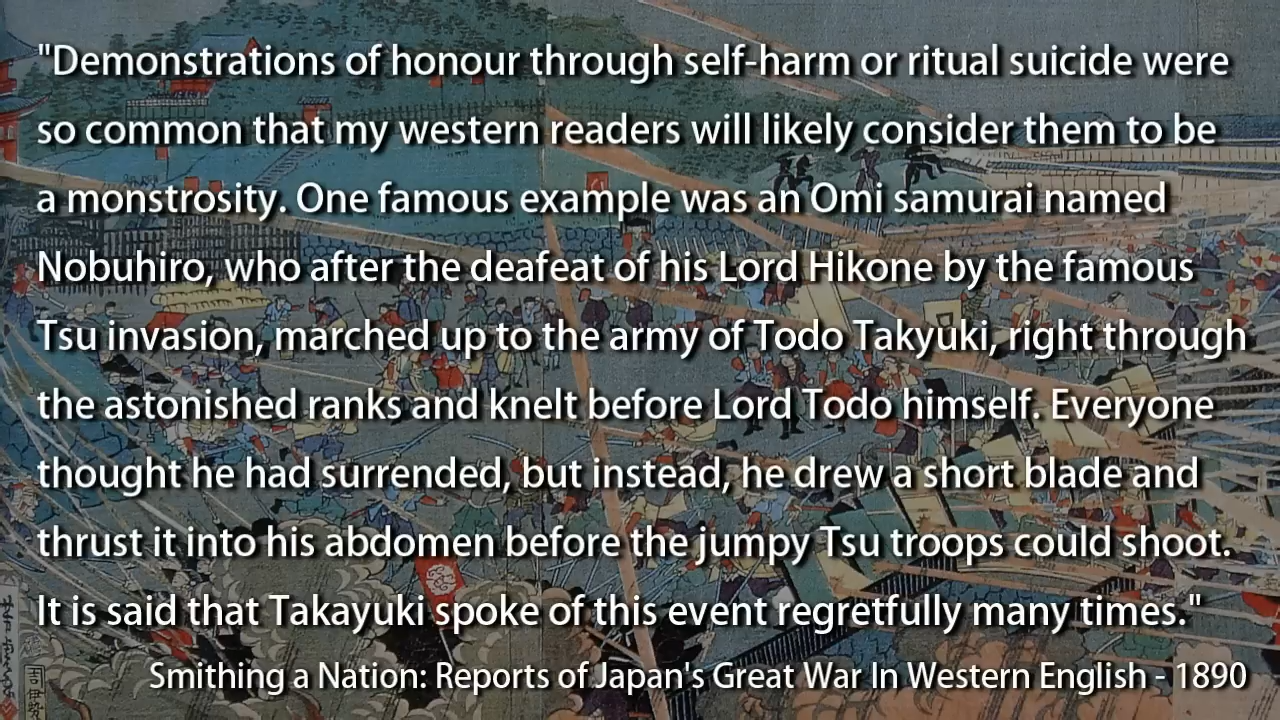 "Demonstrations of honour through self-harm or ritual suicide were
so common that my western readers will likely consider them to be
a monstrosity. One famous example was an Omi samurai named
Nobuhiro, who after the deafeat of his Lord Hikone by the famous
Tsu invasion, marched up to the army of Todo Takyuki, right through
the astonished ranks and knelt before Lord Todo himself. Everyone
thought he had surrended, but instead, he drew a short blade and
thrust it into his abdomen before the jumpy Tsu troops could shoot.
It is said that Takayuki spoke of this event regretfully many times."
Smithing a Nation: Reports of Japan's Great War In Western English - 1890